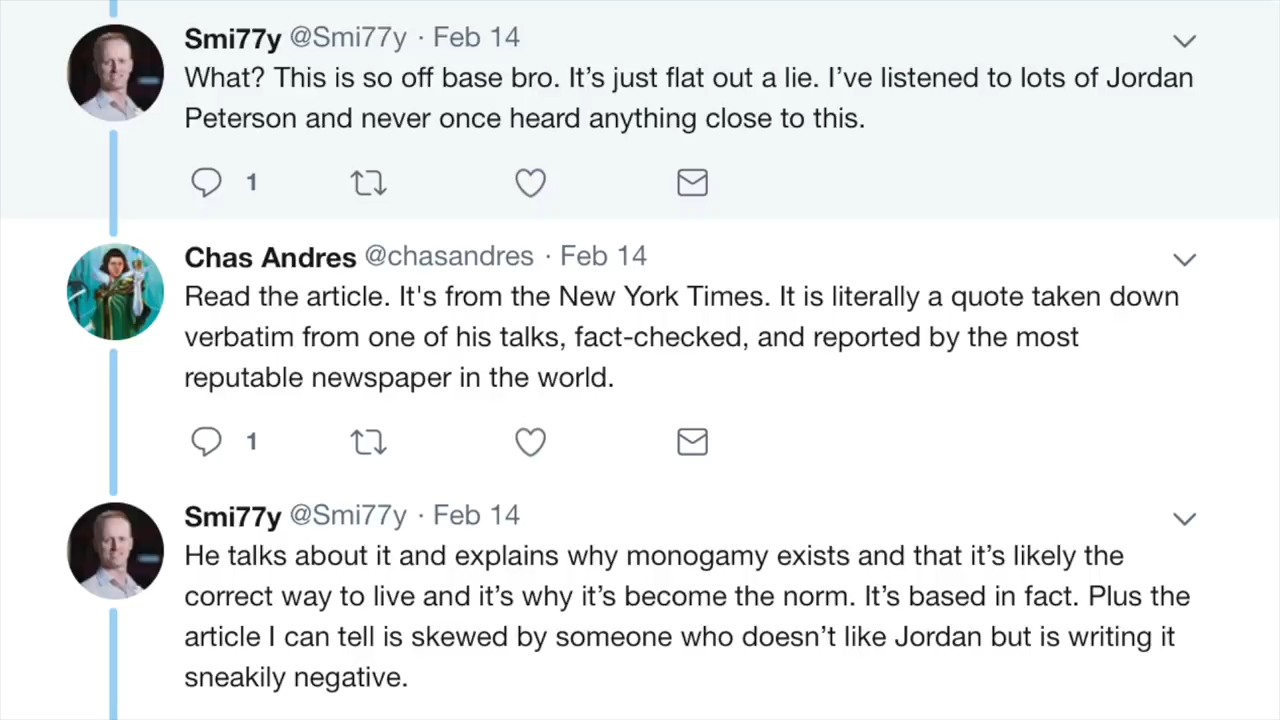 Smi77y @Smi77y · Feb 14
What? This is so off base bro. It’s just flat out a lie. I’ve listened to lots of Jordan
Peterson and never once heard anything close to this.
1
Chas Andres @chasandres · Feb 14
Read the article. It's from the New York Times. It is literally a quote taken down
verbatim from one of his talks, fact-checked, and reported by the most
reputable newspaper in the world.
1
Smi77y @Smi77y · Feb 14
He talks about it and explains why monogamy exists and that it’s likely the
correct way to live and it’s why it’s become the norm. It’s based in fact. Plus the
article I can tell is skewed by someone who doesn’t like Jordan but is writing it
sneakily negative.